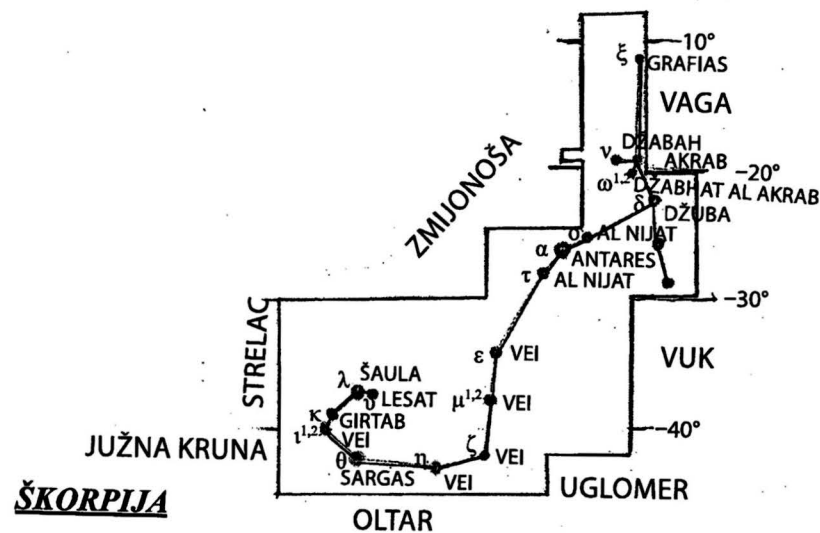 −10°
ξ
GRAFIAS
VAGA
DŽABAH
ν
AKRAB
−20°
ω1,2
DŽABHAT AL AKRAB
δ
DŽUBA
ZMIJONOŠA
σ
AL NIJAT
α
ANTARES
τ
AL NIJAT
−30°
STRELAC
ε
VEI
VUK
λ
ŠAULA
υ
LESAT
μ1,2
VEI
κ
GIRTAB
ι1,2
VEI
−40°
JUŽNA KRUNA
ζ
VEI
θ
SARGAS
η
VEI
UGLOMER
ŠKORPIJA
OLTAR